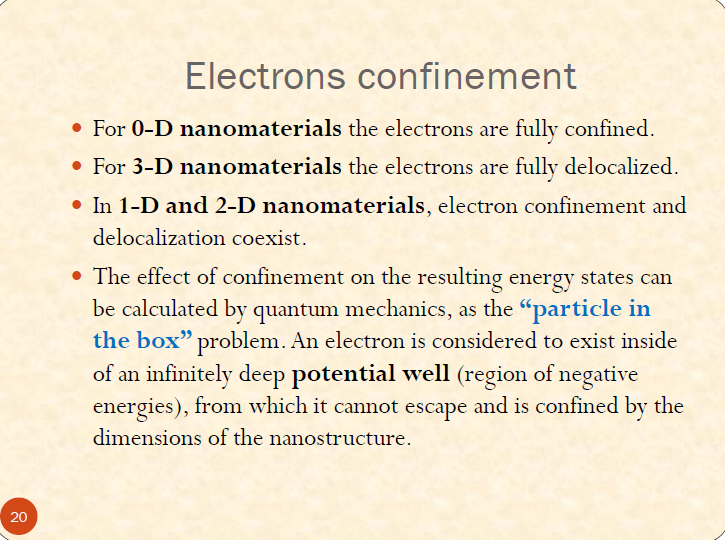 Electrons confinement
• For 0-D nanomaterials the electrons are fully confined.
• For 3-D nanomaterials the electrons are fully delocalized.
• In 1-D and 2-D nanomaterials, electron confinement and
delocalization coexist.
• The effect of confinement on the resulting energy states can
be calculated by quantum mechanics, as the “particle in
the box” problem. An electron is considered to exist inside
of an infinitely deep potential well (region of negative
energies), from which it cannot escape and is confined by the
dimensions of the nanostructure.
20